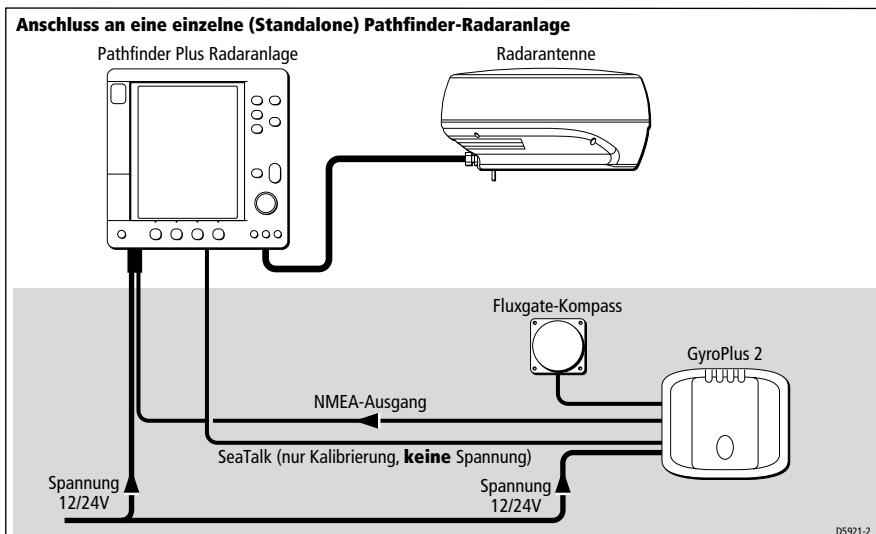 Anschluss an eine einzelne (Standalone) Pathfinder-Radaranlage
Pathfinder Plus Radaranlage
Radarantenne
Fluxgate-Kompass
GyroPlus 2
NMEA-Ausgang
SeaTalk (nur Kalibrierung, keine Spannung)
Spannung
12/24V
Spannung
12/24V
D5921-2